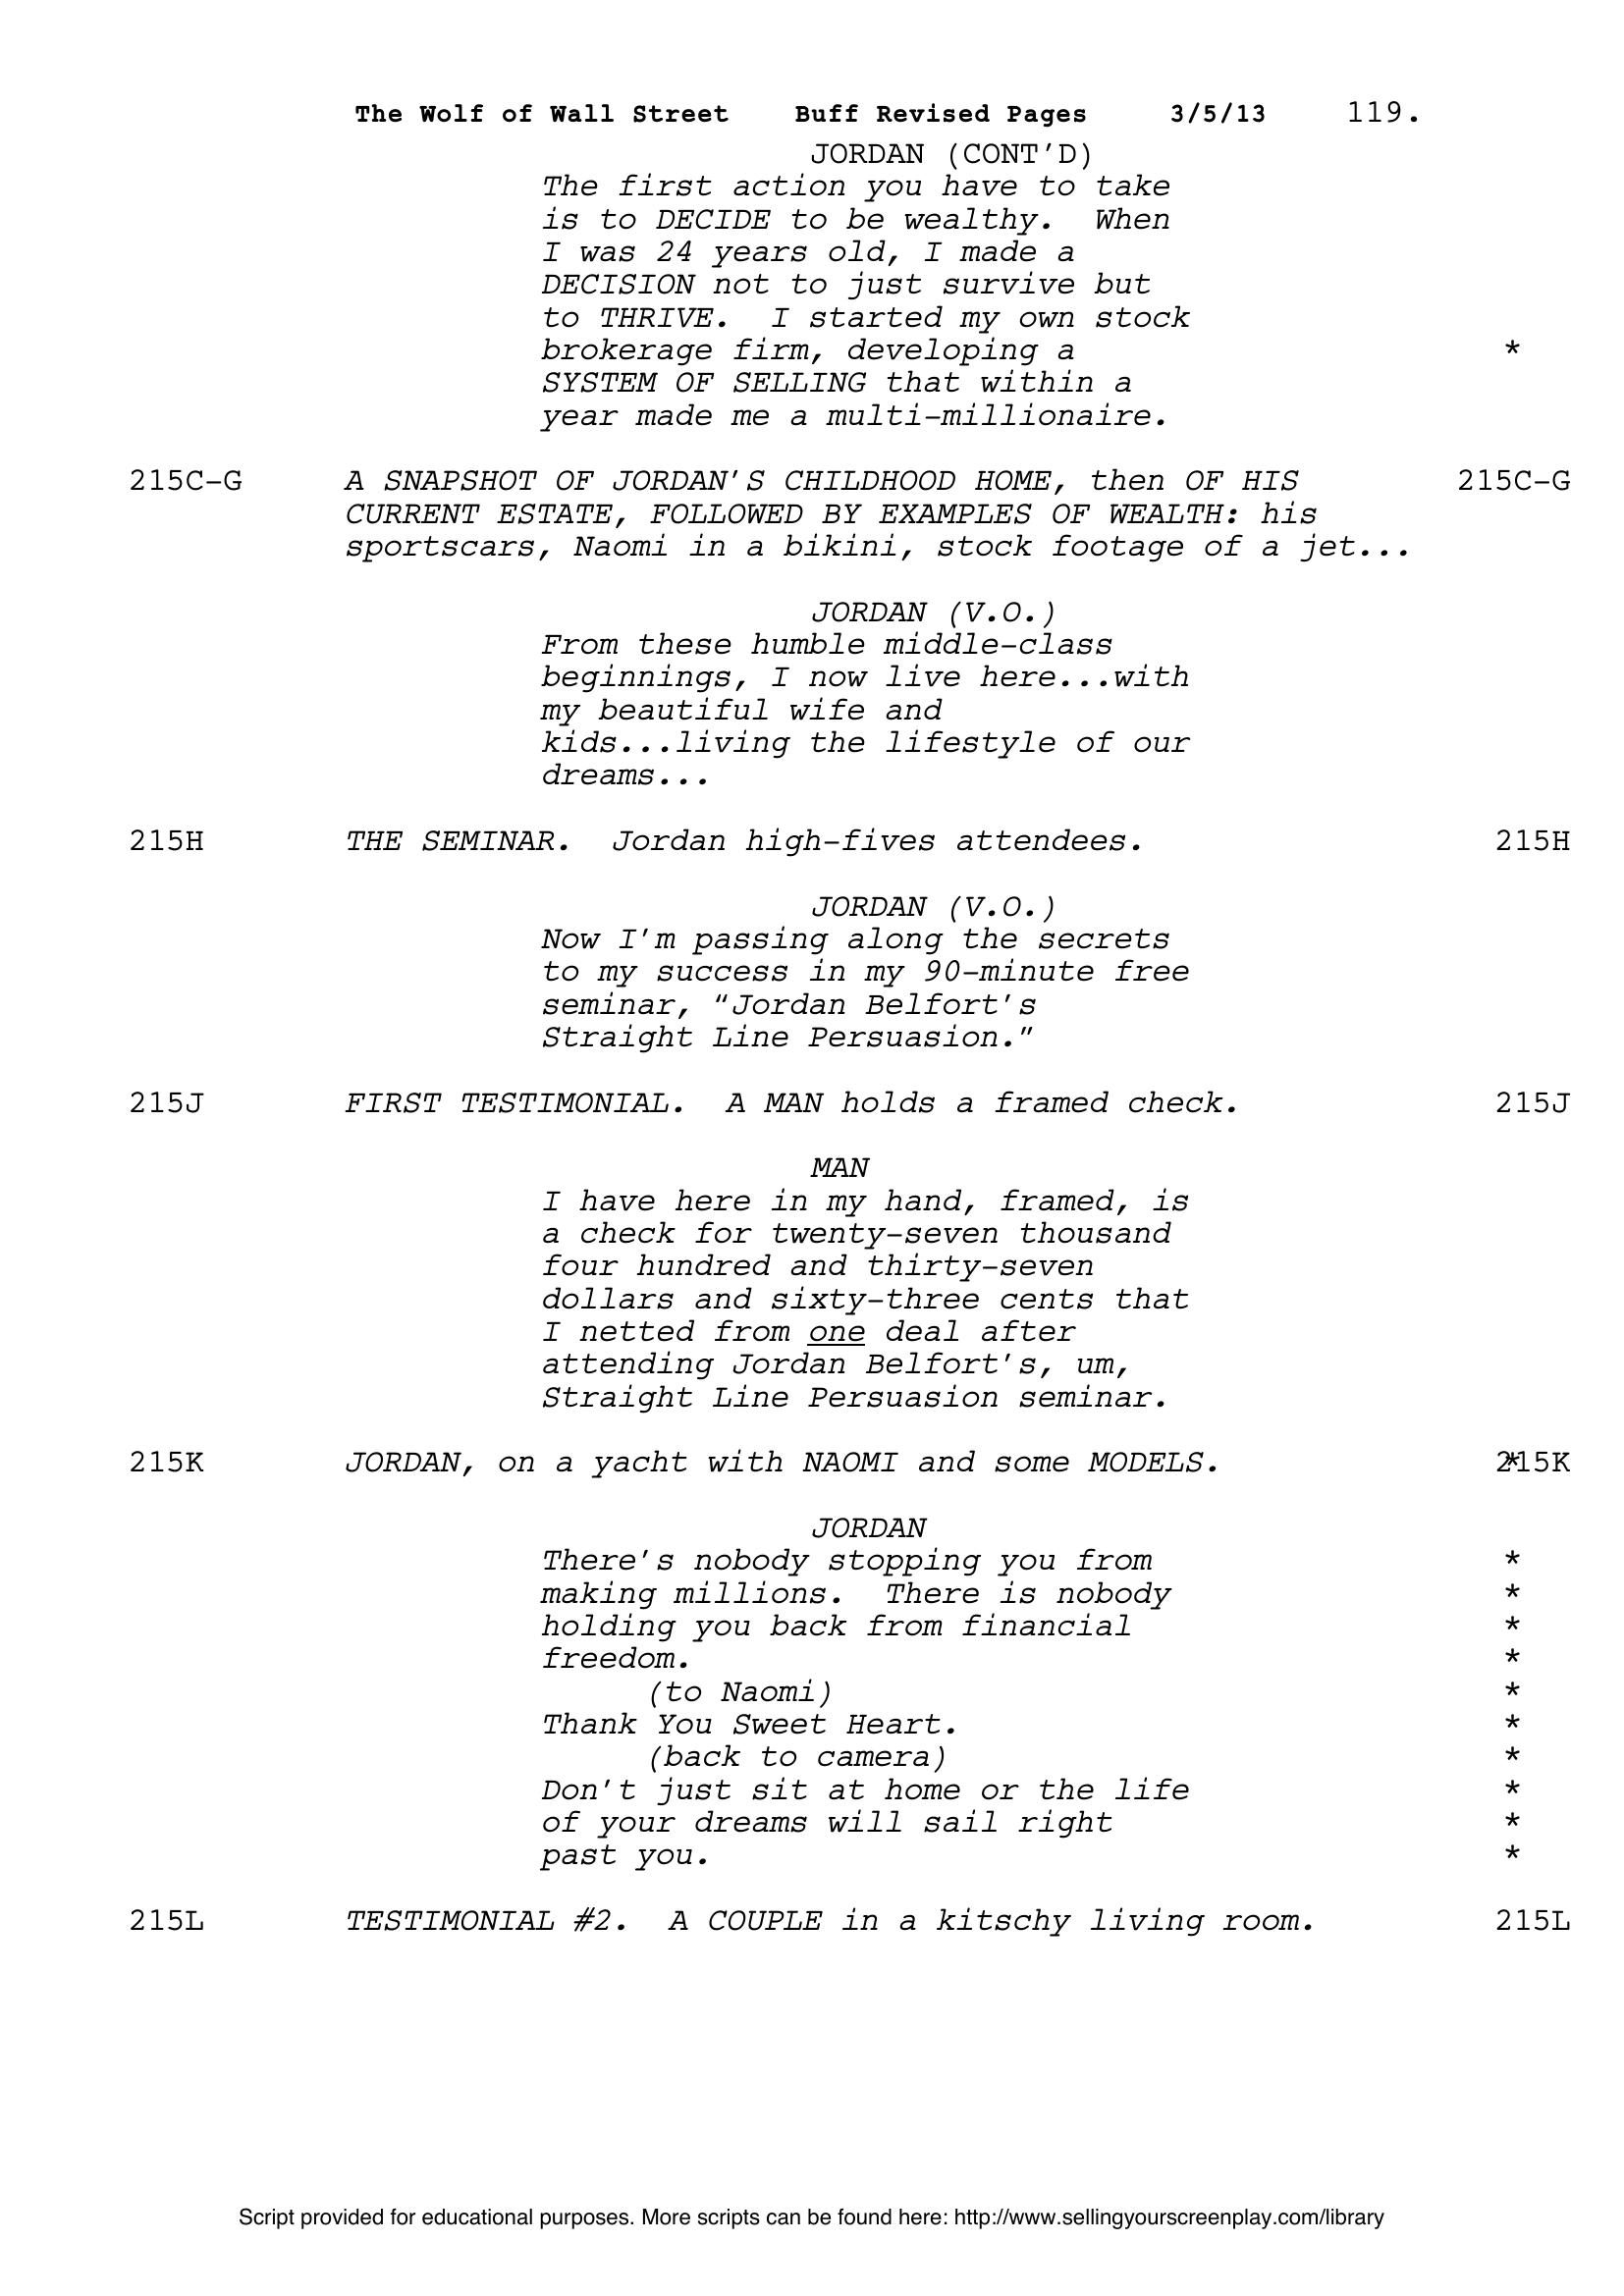 The Wolf of Wall Street Buff Revised Pages 3/5/13 119.
JORDAN (CONT'D)
The first action you have to take
is to DECIDE to be wealthy. When
I was 24 years old, I made a
DECISION not to just survive but
to THRIVE. I started my own stock
brokerage firm, developing a *
SYSTEM OF SELLING that within a
year made me a multi-millionaire.
215C-G A SNAPSHOT OF JORDAN'S CHILDHOOD HOME, then OF HIS 215C-G
CURRENT ESTATE, FOLLOWED BY EXAMPLES OF WEALTH: his
sportscars, Naomi in a bikini, stock footage of a jet...
JORDAN (V.O.)
From these humble middle-class
beginnings, I now live here...with
my beautiful wife and
kids...living the lifestyle of our
dreams...
215H THE SEMINAR. Jordan high-fives attendees. 215H
JORDAN (V.O.)
Now I'm passing along the secrets
to my success in my 90-minute free
seminar, “Jordan Belfort's
Straight Line Persuasion.”
215J FIRST TESTIMONIAL. A MAN holds a framed check. 215J
MAN
I have here in my hand, framed, is
a check for twenty-seven thousand
four hundred and thirty-seven
dollars and sixty-three cents that
I netted from one deal after
attending Jordan Belfort's, um,
Straight Line Persuasion seminar.
215K JORDAN, on a yacht with NAOMI and some MODELS. * 215K
JORDAN
There's nobody stopping you from *
making millions. There is nobody *
holding you back from financial *
freedom. *
(to Naomi) *
Thank You Sweet Heart. *
(back to camera) *
Don't just sit at home or the life *
of your dreams will sail right *
past you. *
215L TESTIMONIAL #2. A COUPLE in a kitschy living room. 215L
Script provided for educational purposes. More scripts can be found here: http://www.sellingyourscreenplay.com/library